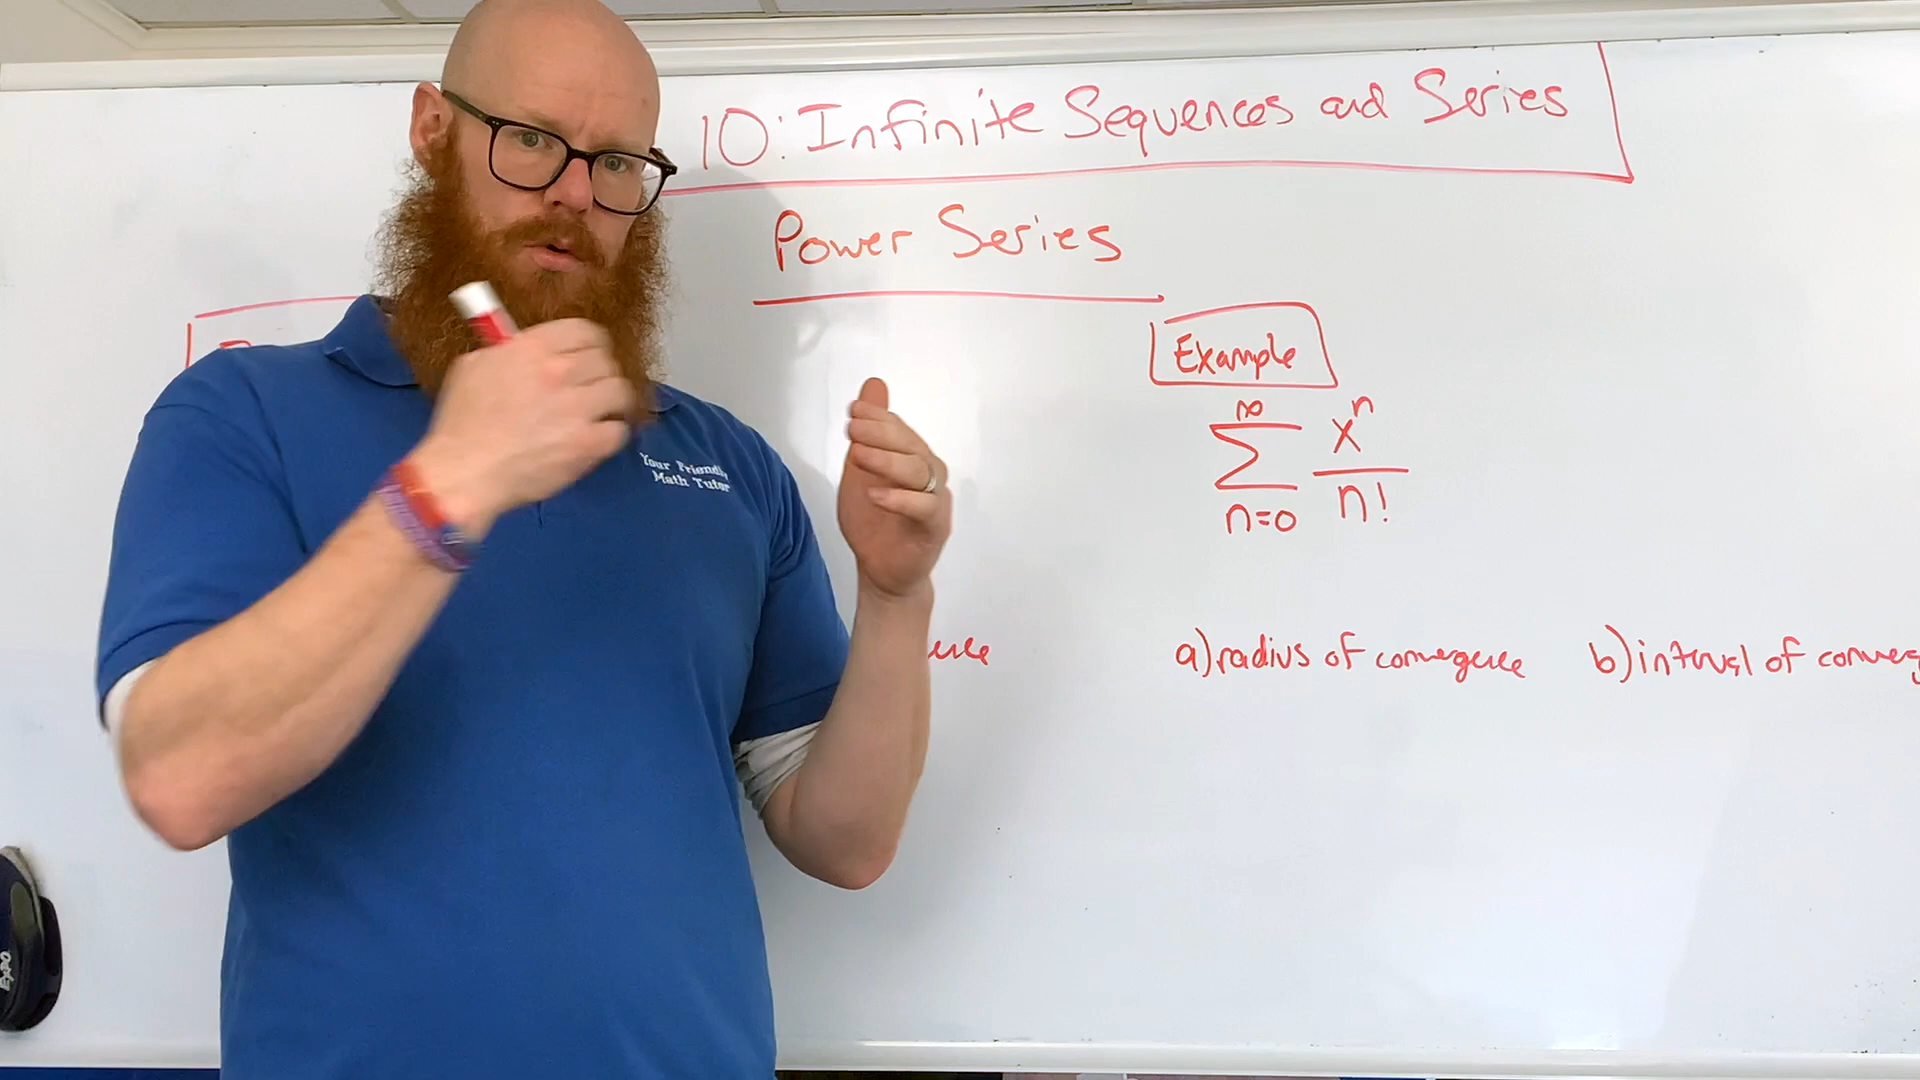 10: Infinite Sequences and Series
Power Series
Example
∞
∑ xⁿ
n=0 n!
a) radius of convergence b) interval of converg
Your Friendly
Math Tutor
EXPO